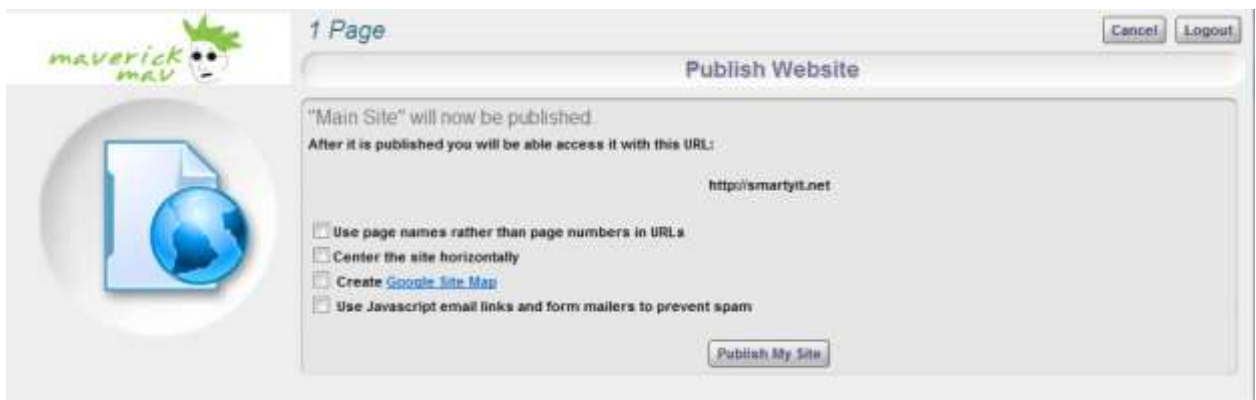 maverick
mav
1 Page
Cancel Logout
Publish Website
"Main Site" will now be published.
After it is published you will be able access it with this URL:
http://smartyit.net
Use page names rather than page numbers in URLs
Center the site horizontally
Create Google Site Map
Use Javascript email links and form mailers to prevent spam
Publish My Site